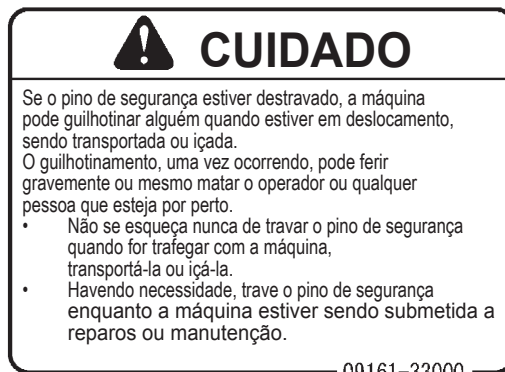 CUIDADO
Se o pino de segurança estiver destravado, a máquina
pode guilhotinar alguém quando estiver em deslocamento,
sendo transportada ou içada.
O guilhotinamento, uma vez ocorrendo, pode ferir
gravemente ou mesmo matar o operador ou qualquer
pessoa que esteja por perto.
• Não se esqueça nunca de travar o pino de segurança
quando for trafegar com a máquina,
transportá-la ou içá-la.
• Havendo necessidade, trave o pino de segurança
enquanto a máquina estiver sendo submetida a
reparos ou manutenção.
09161-33000